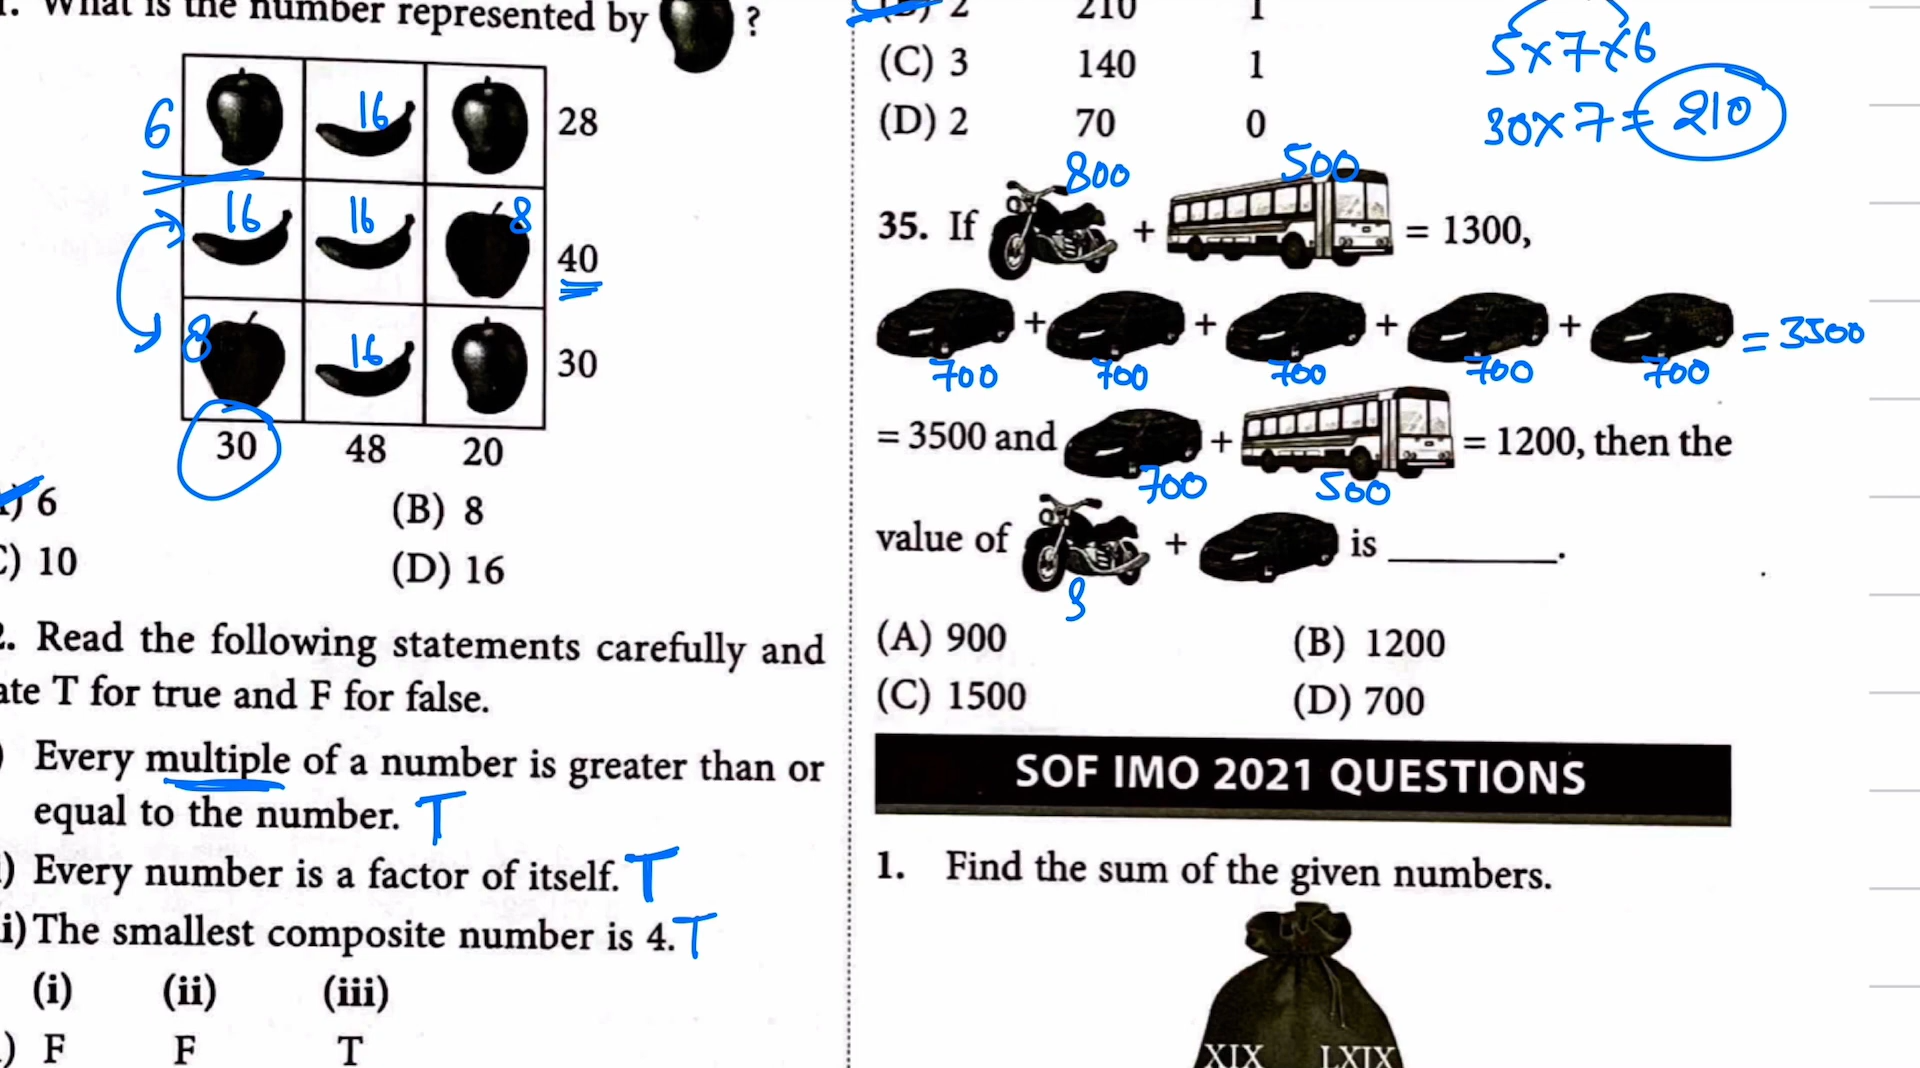 What is the number represented by ?
6 16 28
16 16 8 40
8 16 30
30 48 20
6 (B) 8
10 (D) 16
Read the following statements carefully and
T for true and F for false.
Every multiple of a number is greater than or
equal to the number. T
Every number is a factor of itself. T
i) The smallest composite number is 4. T
(i) (ii) (iii)
F F T
2 210 1
(C) 3 140 1
(D) 2 70 0
5 x 7 x 6
30 x 7 = 210
800 500
35. If + = 1300,
+ + + + = 3500
700 700 700 700 700
= 3500 and + = 1200, then the
700 500
value of + is ________.
(A) 900 (B) 1200
(C) 1500 (D) 700
SOF IMO 2021 QUESTIONS
1. Find the sum of the given numbers.
XIX LXIX